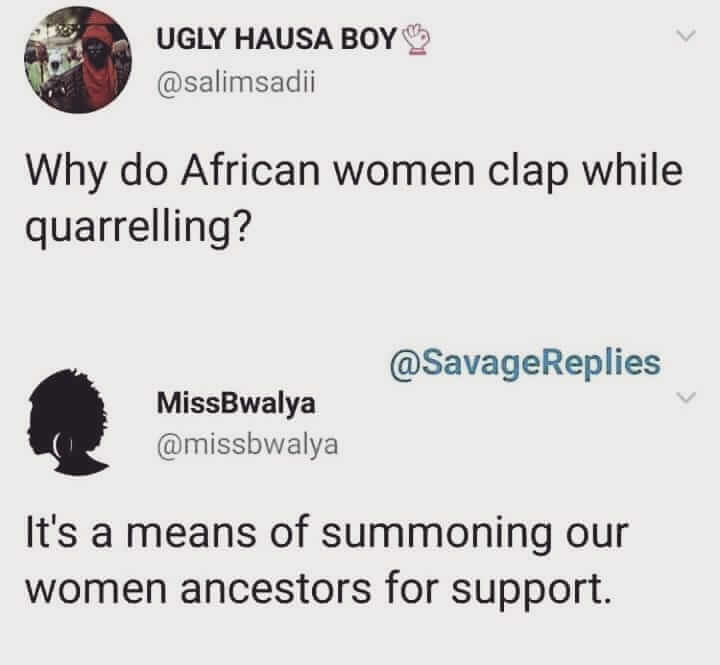 UGLY HAUSA BOY👌
@salimsadii
Why do African women clap while
quarrelling?
@SavageReplies
MissBwalya
@missbwalya
It's a means of summoning our
women ancestors for support.